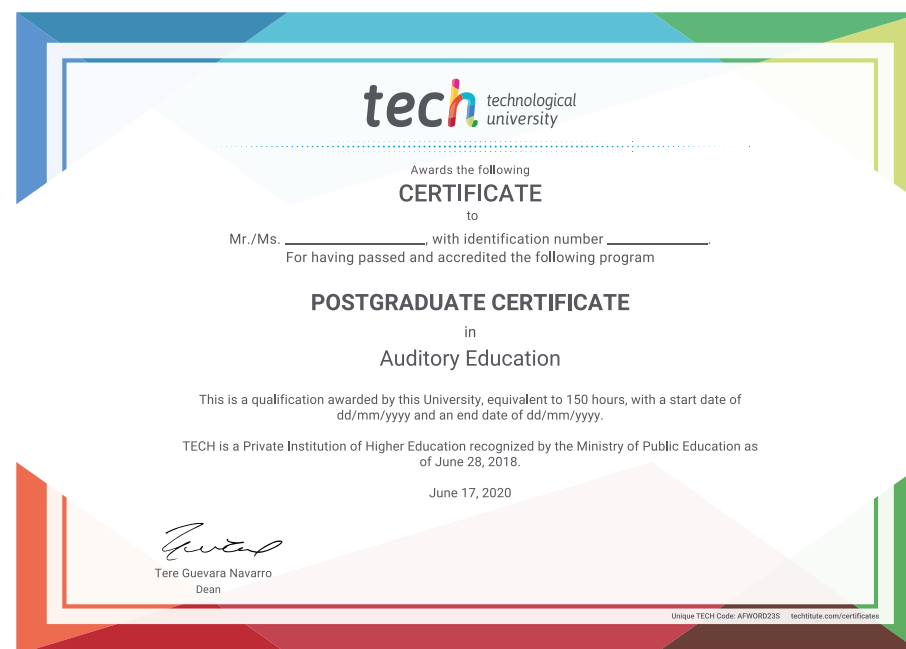 tech technological
university
Awards the following
CERTIFICATE
to
Mr./Ms. ____________________, with identification number ______________.
For having passed and accredited the following program
POSTGRADUATE CERTIFICATE
in
Auditory Education
This is a qualification awarded by this University, equivalent to 150 hours, with a start date of
dd/mm/yyyy and an end date of dd/mm/yyyy.
TECH is a Private Institution of Higher Education recognized by the Ministry of Public Education as
of June 28, 2018.
June 17, 2020
Tere Guevara Navarro
Dean
Unique TECH Code: AFWORD23S techtitute.com/certificates